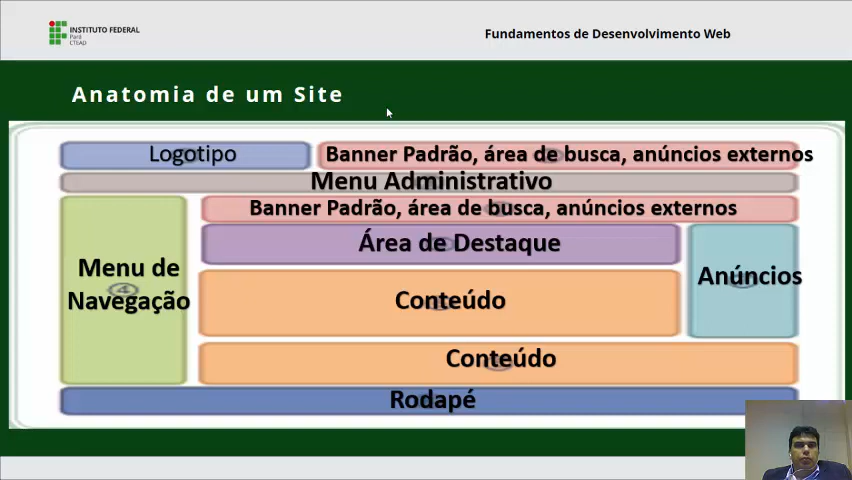 INSTITUTO FEDERAL
Pará
CTEAD
Fundamentos de Desenvolvimento Web
Anatomia de um Site
Logotipo
Banner Padrão, área de busca, anúncios externos
Menu Administrativo
Banner Padrão, área de busca, anúncios externos
Área de Destaque
Menu de
Navegação
4
Anúncios
Conteúdo
Conteúdo
Rodapé